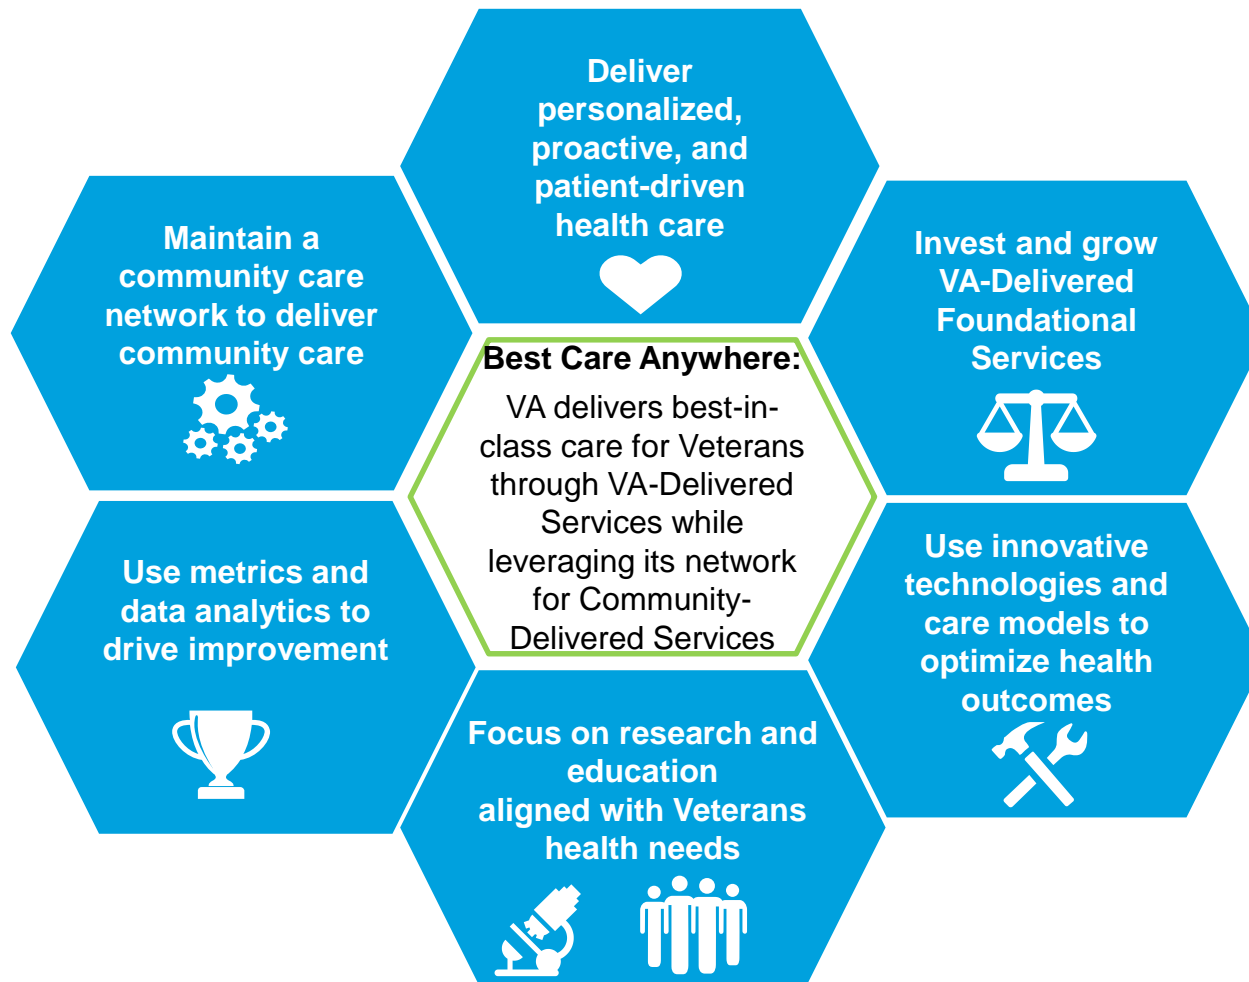 Deliver
personalized,
proactive, and
patient-driven
health care
Maintain a
community care
network to deliver
community care
Invest and grow
VA-Delivered
Foundational
Services
Best Care Anywhere:
VA delivers best-in-
class care for Veterans
through VA-Delivered
Services while
leveraging its network
for Community-
Delivered Services
Use metrics and
data analytics to
drive improvement
Use innovative
technologies and
care models to
optimize health
outcomes
Focus on research and
education
aligned with Veterans
health needs